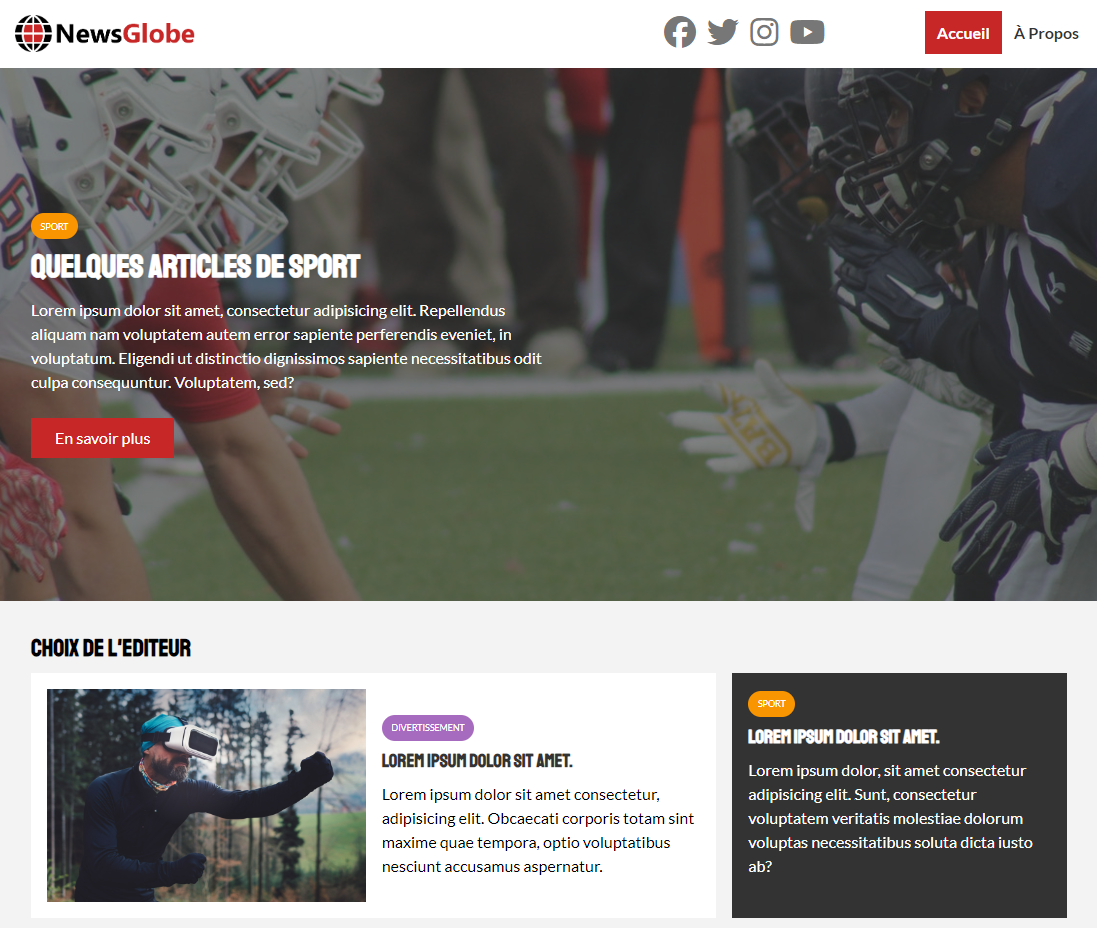 NewsGlobe
Accueil
À Propos
SPORT
QUELQUES ARTICLES DE SPORT
Lorem ipsum dolor sit amet, consectetur adipisicing elit. Repellendus
aliquam nam voluptatem autem error sapiente perferendis eveniet, in
voluptatum. Eligendi ut distinctio dignissimos sapiente necessitatibus odit
culpa consequuntur. Voluptatem, sed?
En savoir plus
CHOIX DE L'EDITEUR
DIVERTISSEMENT
LOREM IPSUM DOLOR SIT AMET.
Lorem ipsum dolor sit amet consectetur,
adipisicing elit. Obcaecati corporis totam sint
maxime quae tempora, optio voluptatibus
nesciunt accusamus aspernatur.
SPORT
LOREM IPSUM DOLOR SIT AMET.
Lorem ipsum dolor, sit amet consectetur
adipisicing elit. Sunt, consectetur
voluptatem veritatis molestiae dolorum
voluptas necessitatibus soluta dicta iusto
ab?